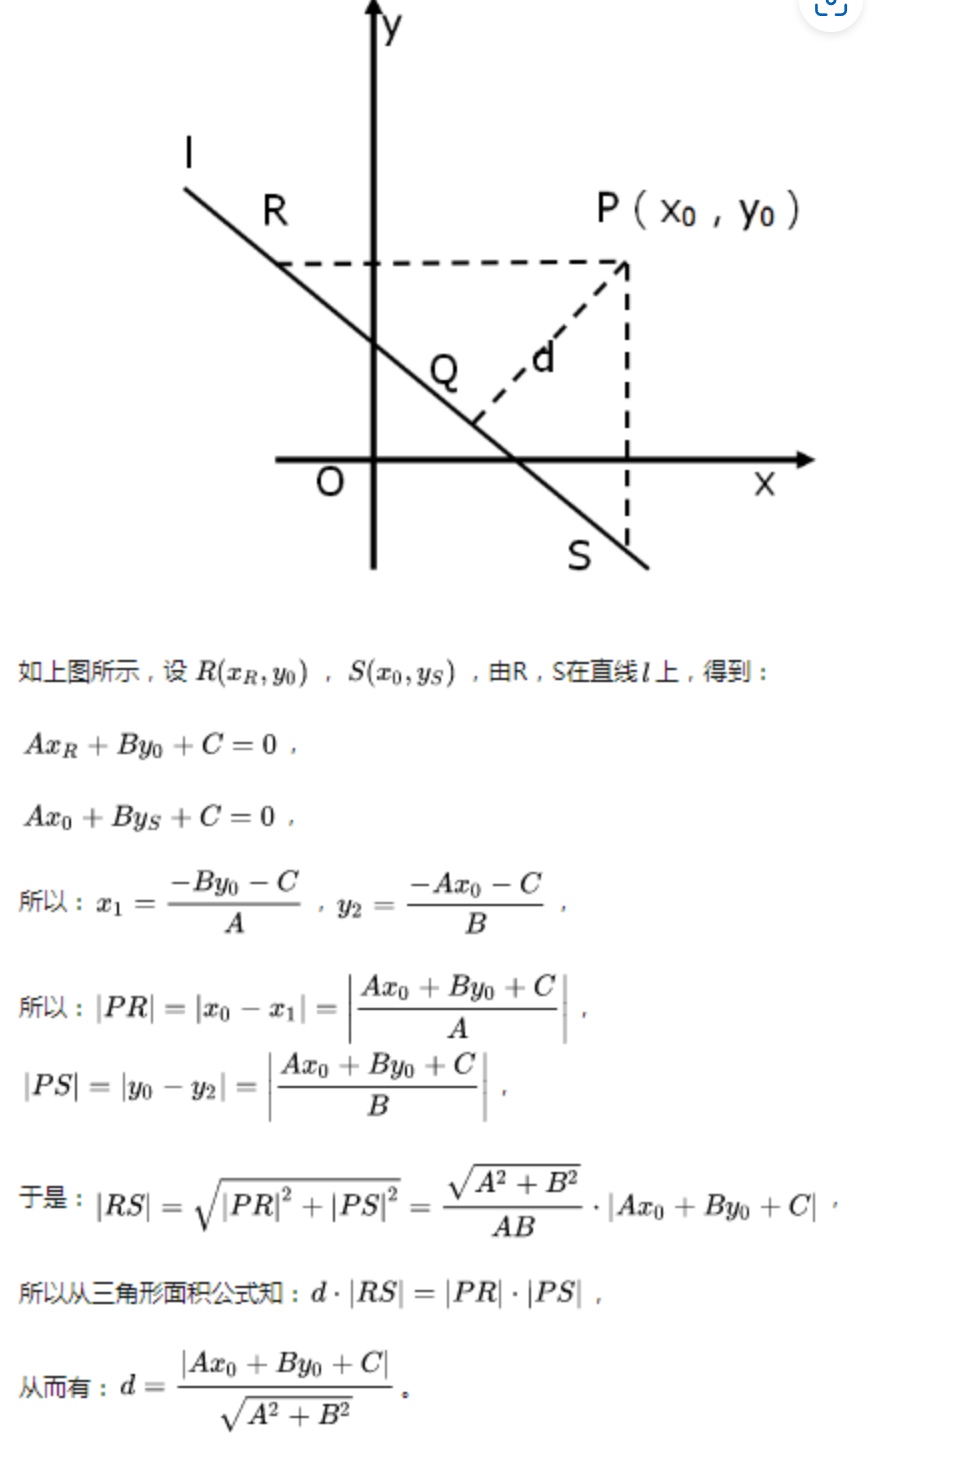 y
l
R
P ( x₀ , y₀ )
Q
d
O
x
S
如上图所示，设 R(x_R, y₀) ， S(x₀, y_S) ，由R，S在直线 l 上，得到：
Ax_R + By₀ + C = 0 ，
Ax₀ + By_S + C = 0 ，
所以：x₁ = (−By₀ − C)/A ，y₂ = (−Ax₀ − C)/B ，
所以：|PR| = |x₀ − x₁| = |(Ax₀ + By₀ + C)/A| ，
|PS| = |y₀ − y₂| = |(Ax₀ + By₀ + C)/B| ，
于是：|RS| = √(|PR|² + |PS|²) = √(A² + B²)/(AB) · |Ax₀ + By₀ + C| ，
所以从三角形面积公式知：d · |RS| = |PR| · |PS| ，
从而有：d = |Ax₀ + By₀ + C|/√(A² + B²) 。